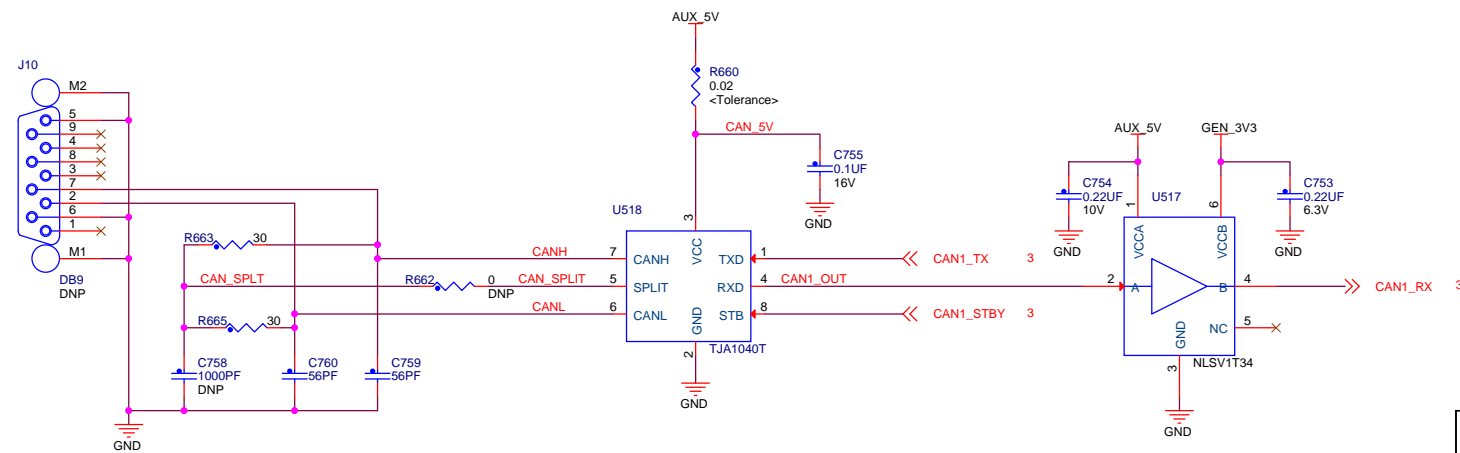 AUX_5V
J10
M2
5
9
4
8
3
7
2
6
1
M1
DB9
DNP
R660
0.02
<Tolerance>
CAN_5V
C755
0.1UF
16V
GND
U518
3
VCC
7
CANH
TXD
1
5
SPLIT
RXD
4
6
CANL
STB
8
GND
2
TJA1040T
GND
R663
30
CANH
CAN_SPLT
R662
0
DNP
CAN_SPLIT
CANL
R665
30
C758
1000PF
DNP
C760
56PF
C759
56PF
GND
CAN1_TX
3
CAN1_OUT
CAN1_STBY
3
AUX_5V
GEN_3V3
C754
0.22UF
10V
GND
U517
C753
0.22UF
6.3V
GND
1
6
VCCA
VCCB
2
A
B
4
CAN1_RX
3
NC
5
GND
3
NLSV1T34
GND